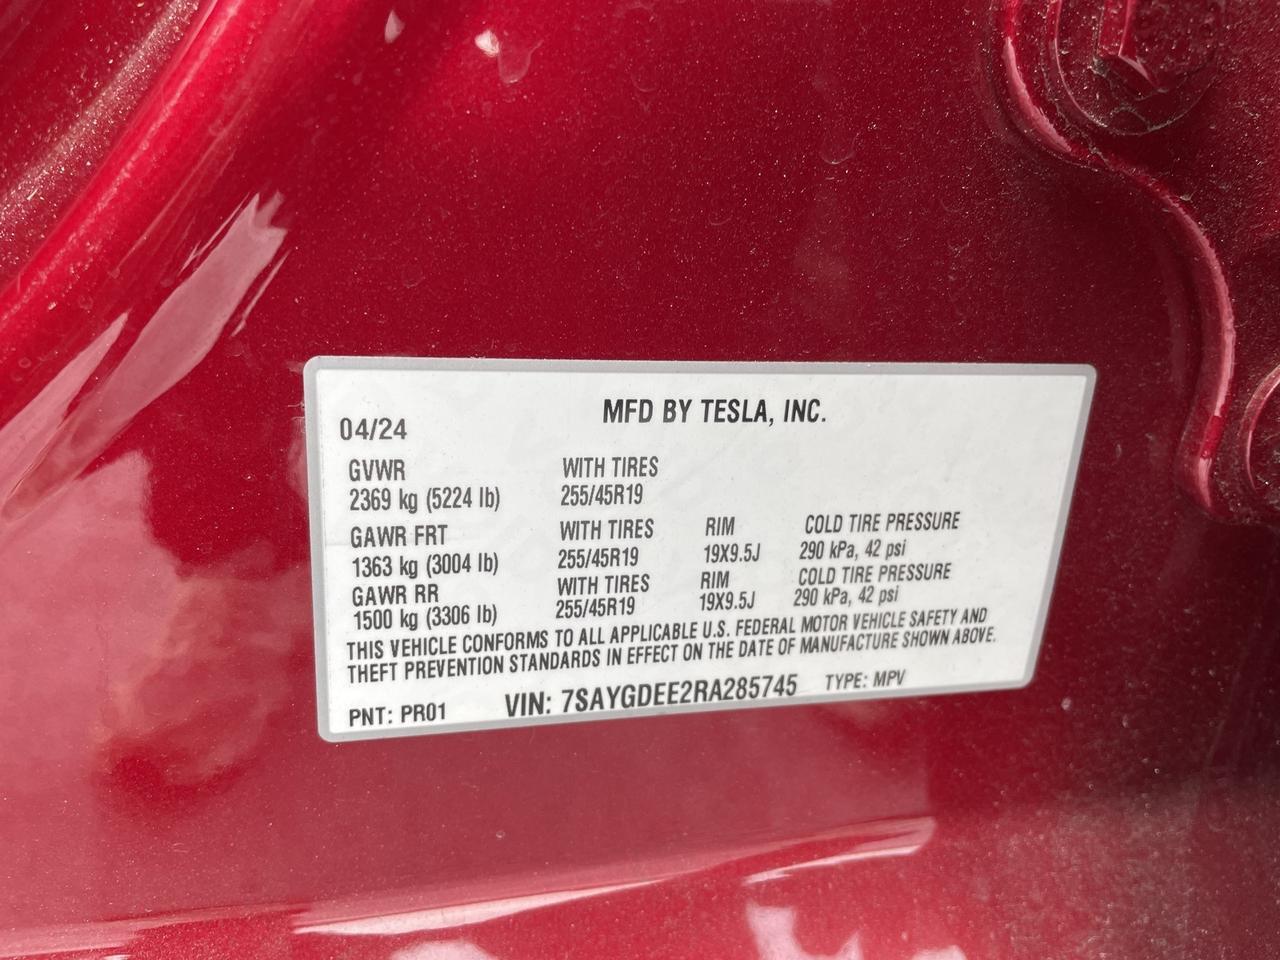 MFD BY TESLA, INC.
04/24
GVWR WITH TIRES
2369 kg (5224 lb) 255/45R19
GAWR FRT WITH TIRES RIM COLD TIRE PRESSURE
1363 kg (3004 lb) 255/45R19 19X9.5J 290 kPa, 42 psi
GAWR RR WITH TIRES RIM COLD TIRE PRESSURE
1500 kg (3306 lb) 255/45R19 19X9.5J 290 kPa, 42 psi
THIS VEHICLE CONFORMS TO ALL APPLICABLE U.S. FEDERAL MOTOR VEHICLE SAFETY AND
THEFT PREVENTION STANDARDS IN EFFECT ON THE DATE OF MANUFACTURE SHOWN ABOVE.
PNT: PR01 VIN: 7SAYGDEE2RA285745 TYPE: MPV